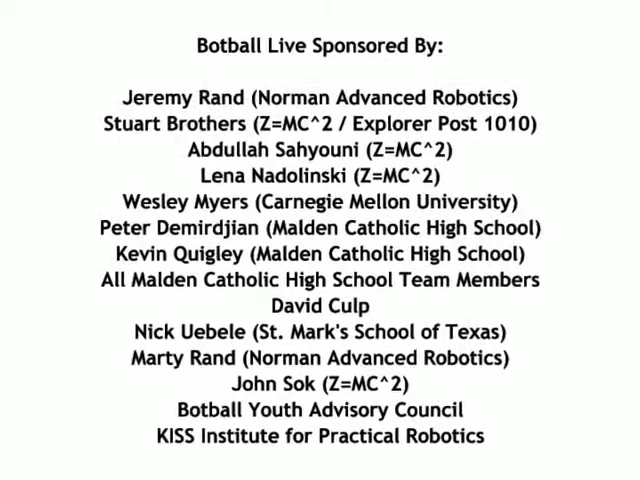 Botball Live Sponsored By:
Jeremy Rand (Norman Advanced Robotics)
Stuart Brothers (Z=MC^2 / Explorer Post 1010)
Abdullah Sahyouni (Z=MC^2)
Lena Nadolinski (Z=MC^2)
Wesley Myers (Carnegie Mellon University)
Peter Demirdjian (Malden Catholic High School)
Kevin Quigley (Malden Catholic High School)
All Malden Catholic High School Team Members
David Culp
Nick Uebele (St. Mark's School of Texas)
Marty Rand (Norman Advanced Robotics)
John Sok (Z=MC^2)
Botball Youth Advisory Council
KISS Institute for Practical Robotics